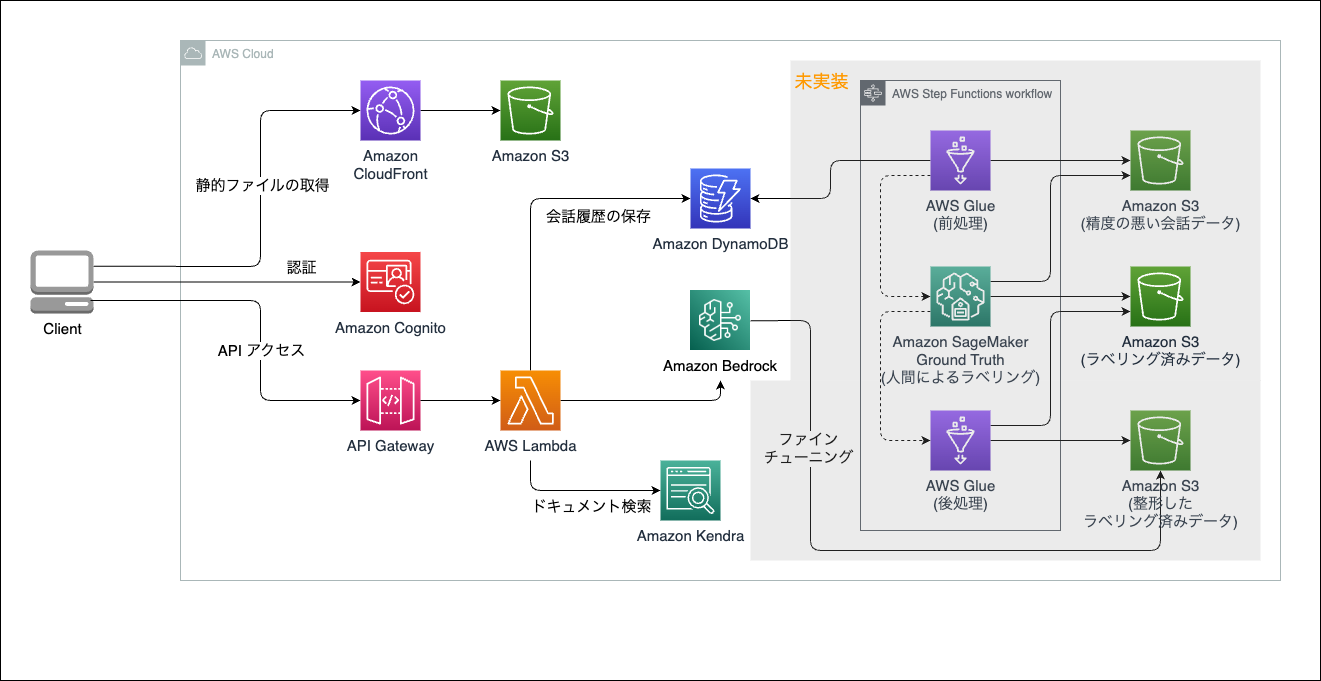 AWS Cloud
未実装
AWS Step Functions workflow
Amazon
CloudFront
Amazon S3
静的ファイルの取得
会話履歴の保存
Amazon DynamoDB
AWS Glue
(前処理)
Amazon S3
(精度の悪い会話データ)
認証
Client
Amazon Cognito
API アクセス
Amazon Bedrock
Amazon SageMaker
Ground Truth
(人間によるラベリング)
Amazon S3
(ラベリング済みデータ)
API Gateway
AWS Lambda
ファイン
チューニング
ドキュメント検索
Amazon Kendra
AWS Glue
(後処理)
Amazon S3
(整形した
ラベリング済みデータ)